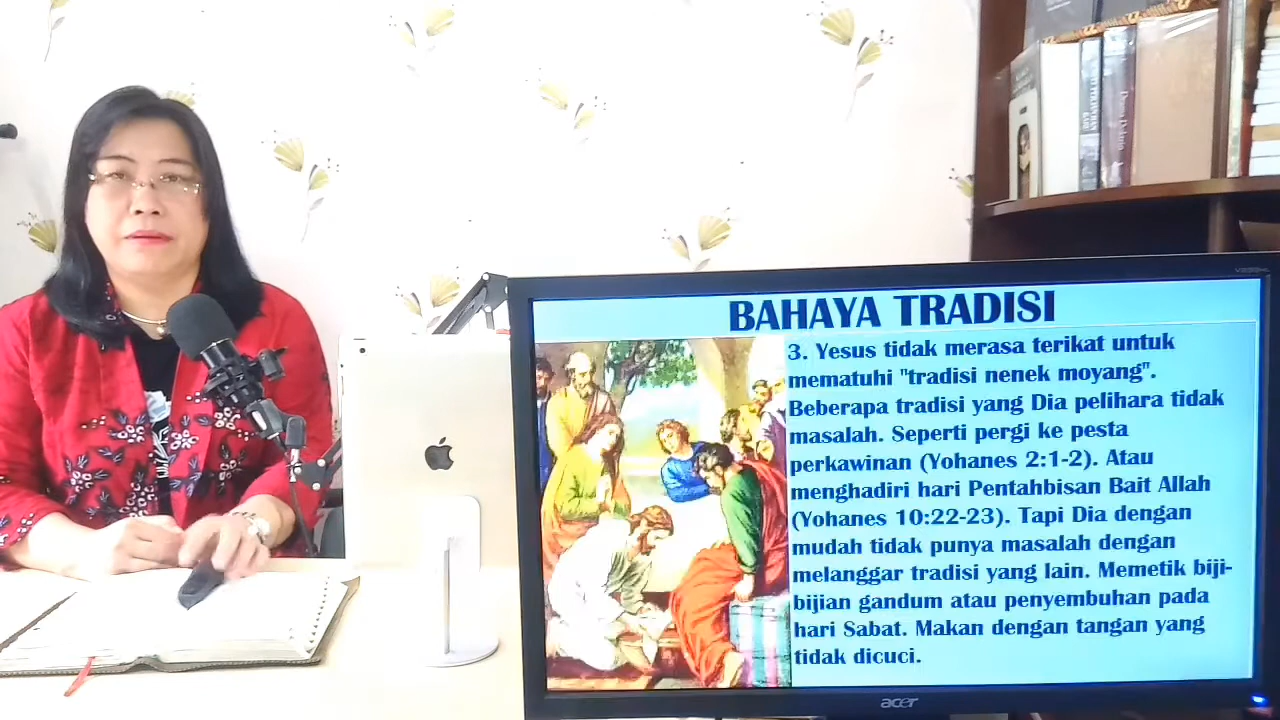 BAHAYA TRADISI
3. Yesus tidak merasa terikat untuk
mematuhi "tradisi nenek moyang".
Beberapa tradisi yang Dia pelihara tidak
masalah. Seperti pergi ke pesta
perkawinan (Yohanes 2:1-2). Atau
menghadiri hari Pentahbisan Bait Allah
(Yohanes 10:22-23). Tapi Dia dengan
mudah tidak punya masalah dengan
melanggar tradisi yang lain. Memetik biji-
bijian gandum atau penyembuhan pada
hari Sabat. Makan dengan tangan yang
tidak dicuci.
acer